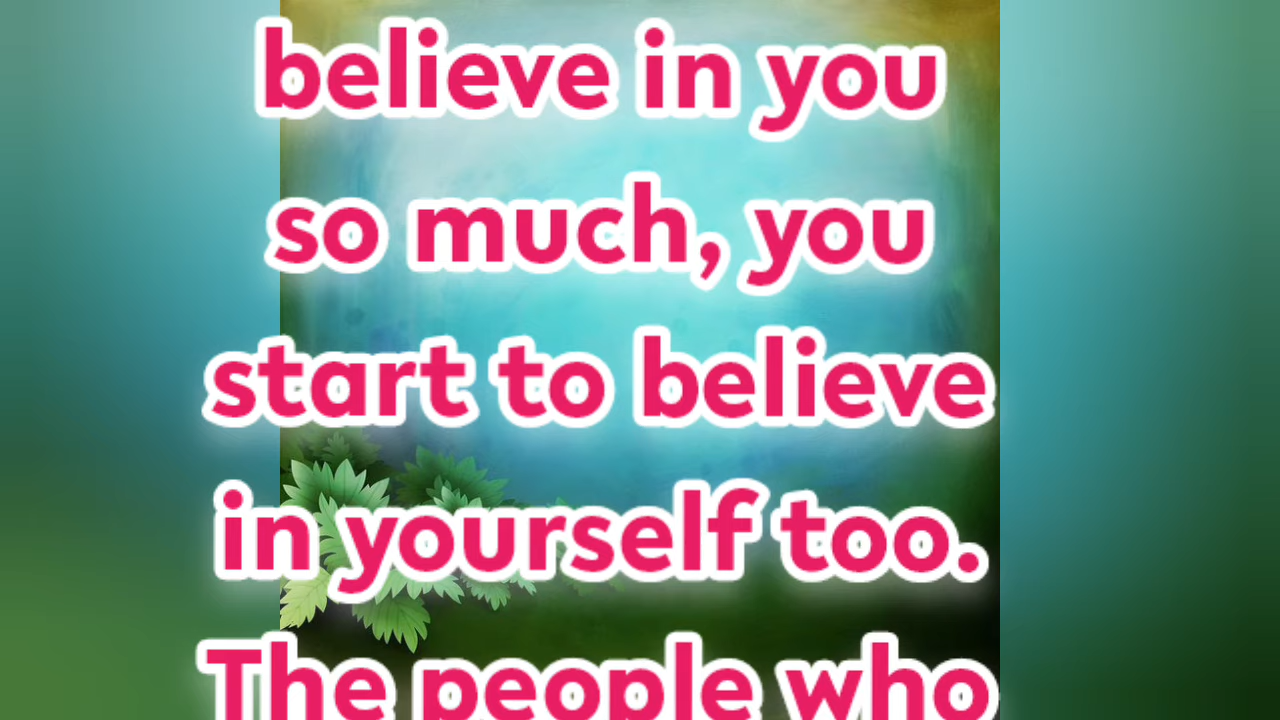 believe in you
so much, you
start to believe
in yourself too.
The people who